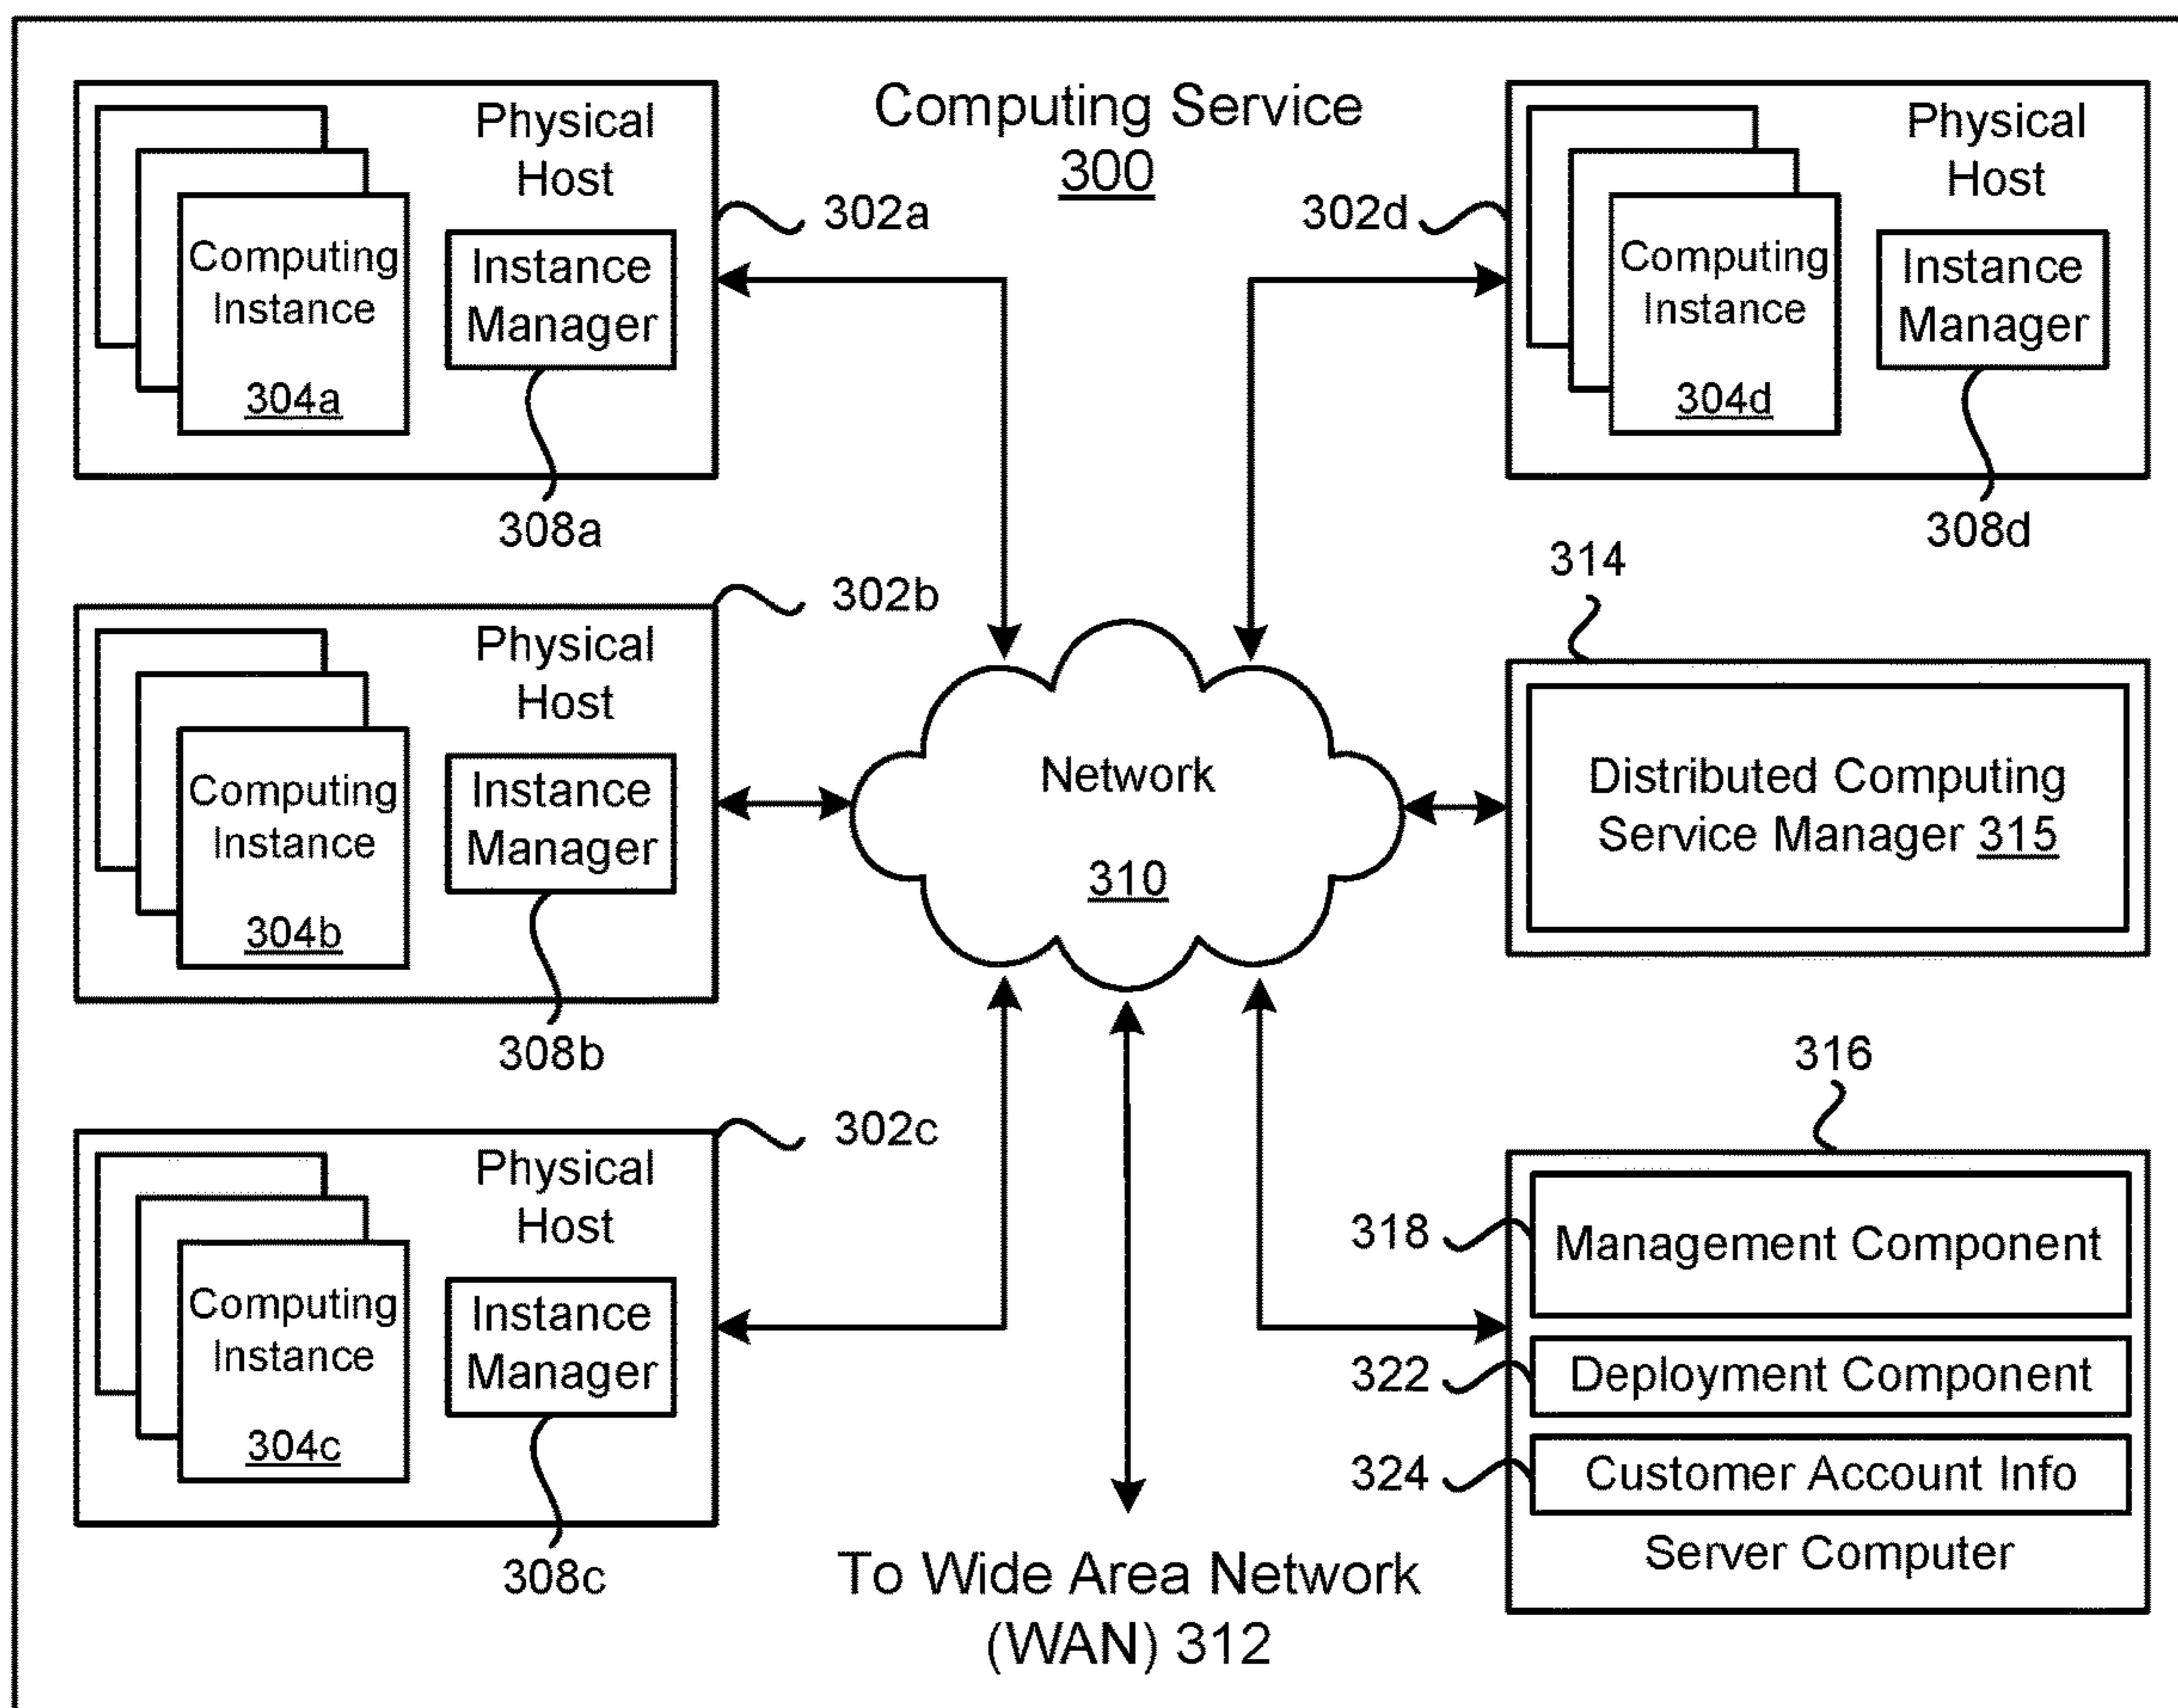 Computing Service
300
Physical
Host
302a
Computing
Instance
304a
Instance
Manager
308a
Physical
Host
302d
Computing
Instance
304d
Instance
Manager
308d
Physical
Host
302b
Computing
Instance
304b
Instance
Manager
308b
Network
310
314
Distributed Computing
Service Manager 315
Physical
Host
302c
Computing
Instance
304c
Instance
Manager
308c
To Wide Area Network
(WAN) 312
316
318
Management Component
322
Deployment Component
324
Customer Account Info
Server Computer